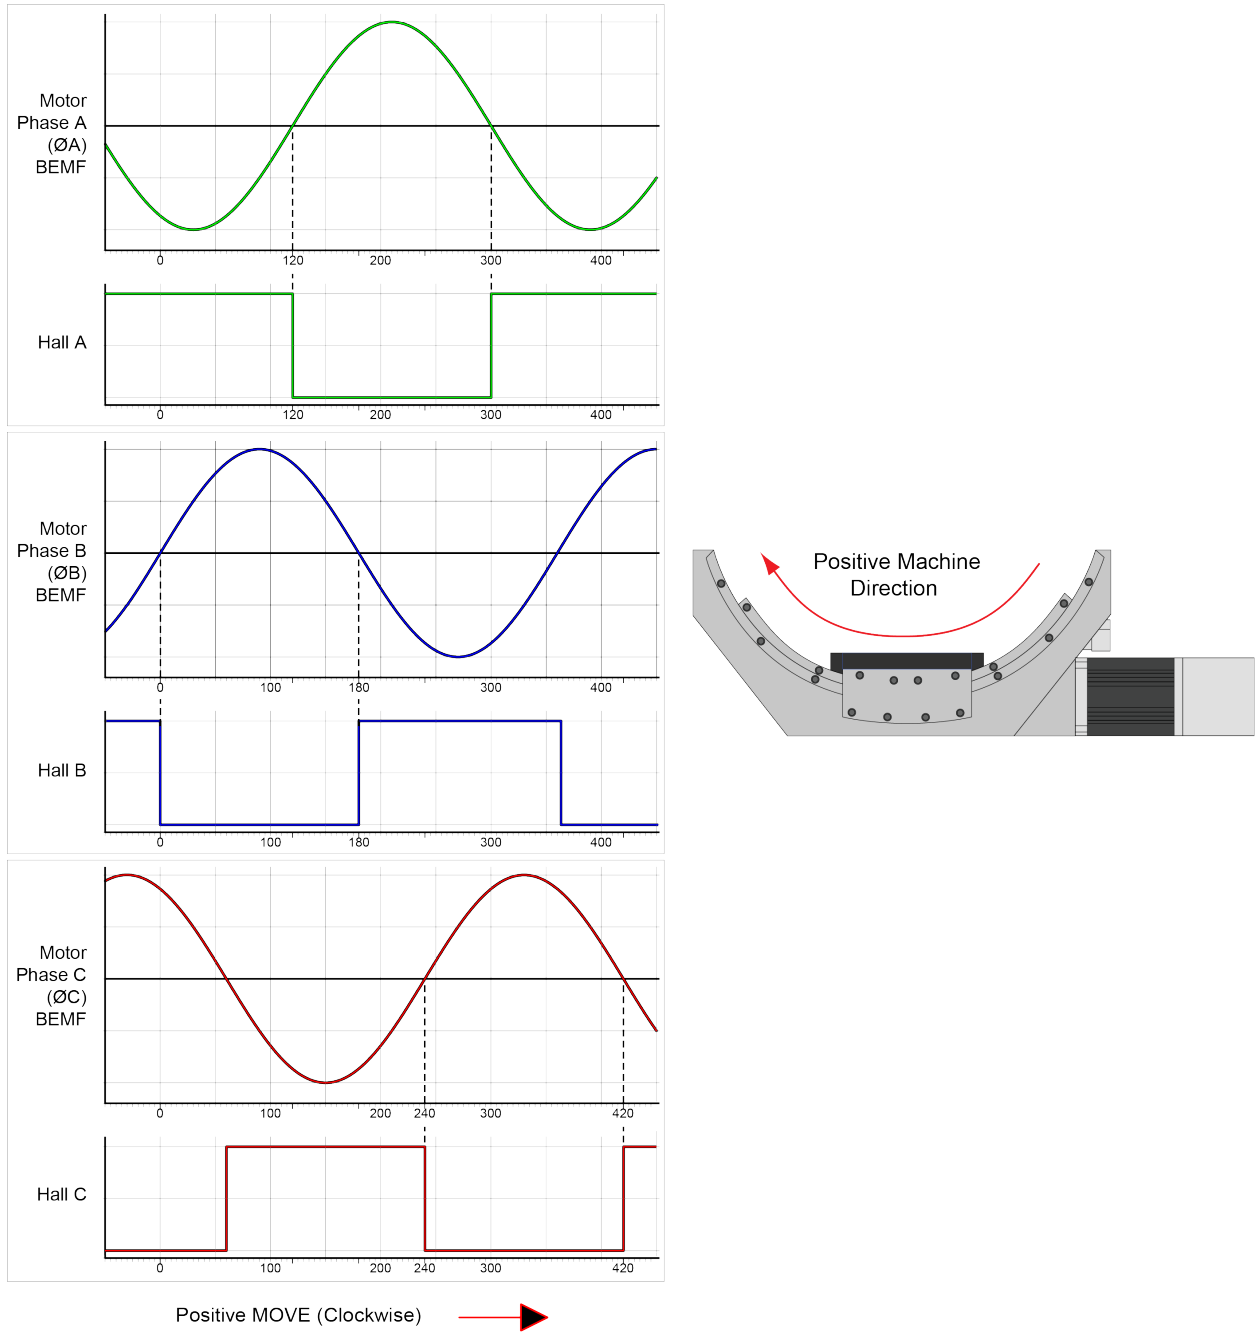 Motor
Phase A
(ØA)
BEMF
0 120 200 300 400
Hall A
0 120 200 300 400
Motor
Phase B
(ØB)
BEMF
0 100 180 300 400
Hall B
0 100 180 300 400
Motor
Phase C
(ØC)
BEMF
0 100 200 240 300 420
Hall C
0 100 200 240 300 420
Positive MOVE (Clockwise)
Positive Machine
Direction